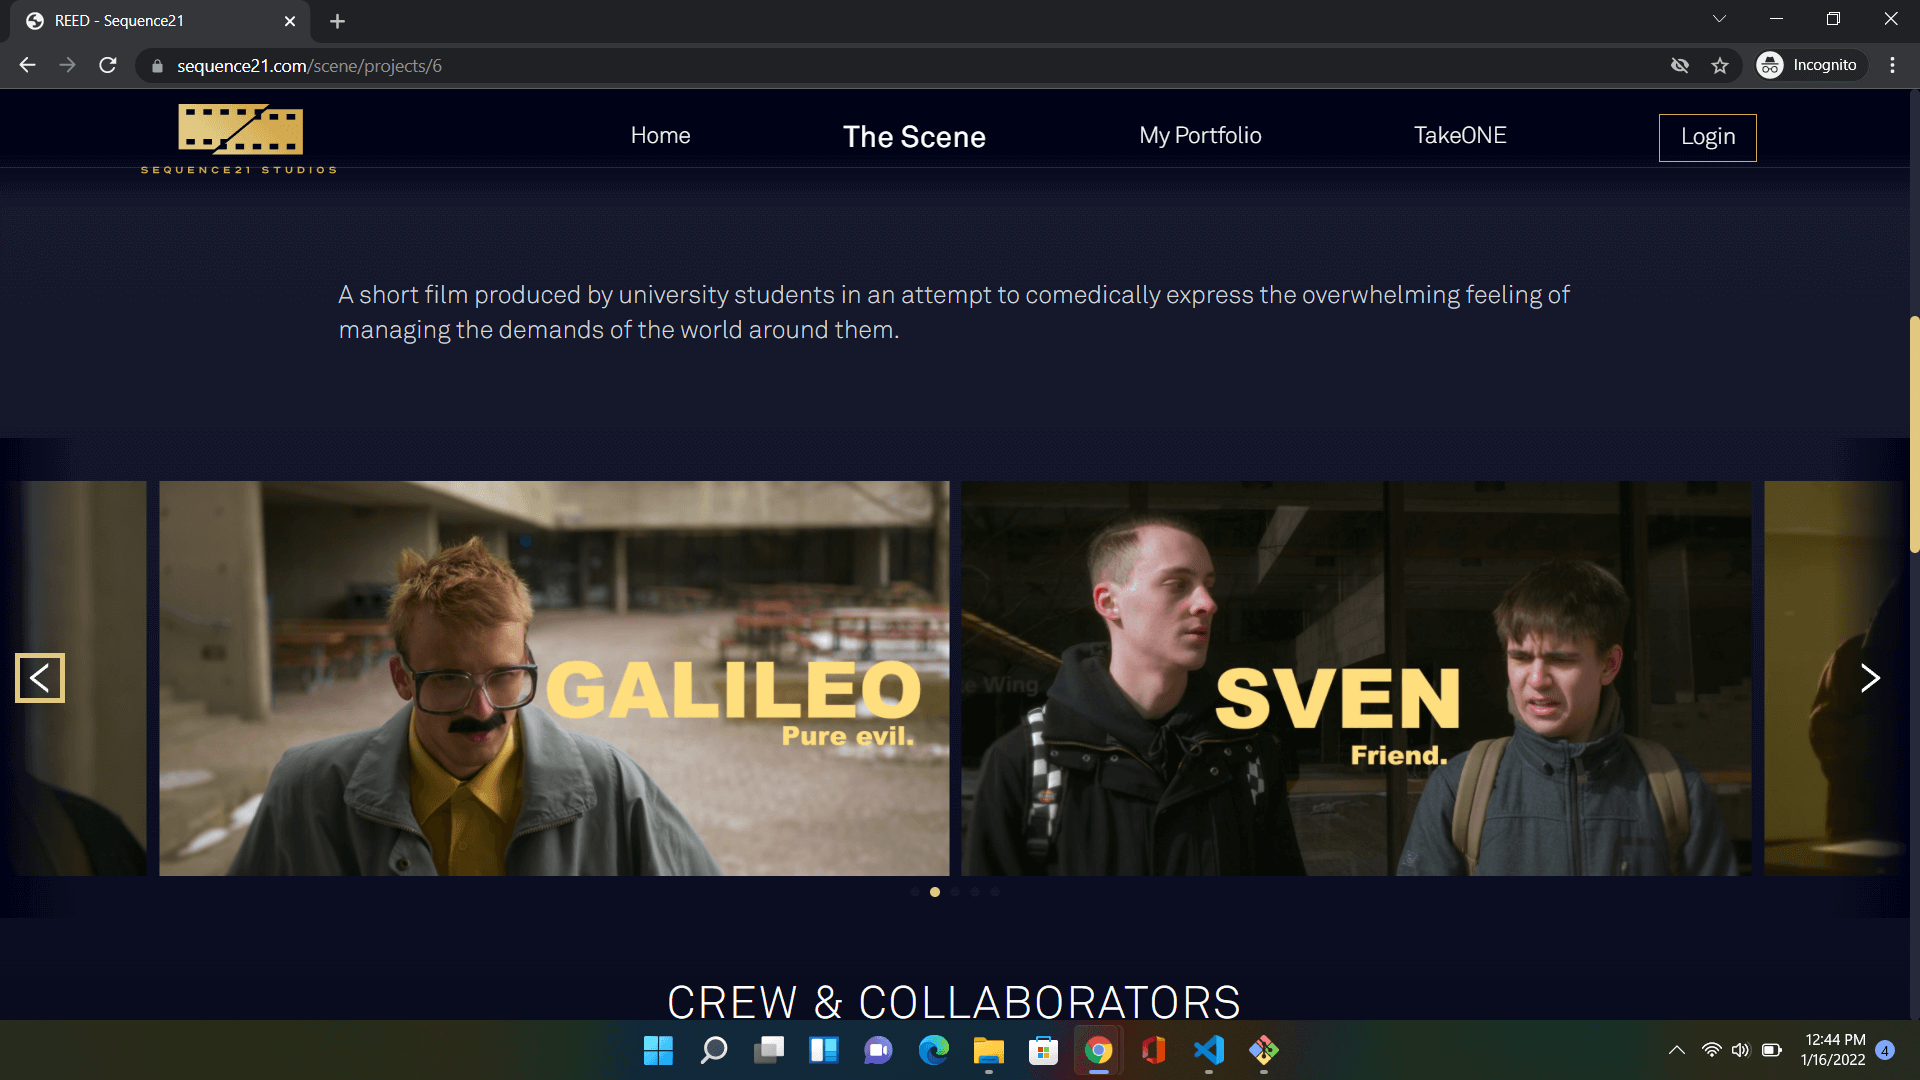 REED - Sequence21
sequence21.com/scene/projects/6
Incognito
SEQUENCE21 STUDIOS
Home
The Scene
My Portfolio
TakeONE
Login
A short film produced by university students in an attempt to comedically express the overwhelming feeling of
managing the demands of the world around them.
GALILEO
Pure evil.
e Wing
SVEN
Friend.
CREW & COLLABORATORS
12:44 PM
1/16/2022
4